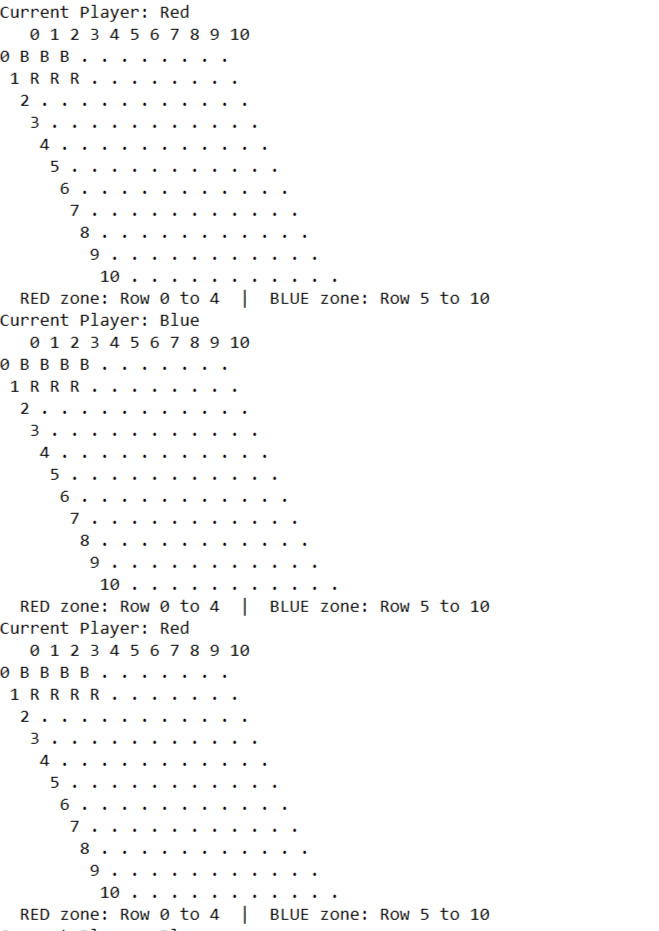 Current Player: Red
   0 1 2 3 4 5 6 7 8 9 10
0 B B B . . . . . . . .
 1 R R R . . . . . . . .
  2 . . . . . . . . . . .
   3 . . . . . . . . . . .
    4 . . . . . . . . . . .
     5 . . . . . . . . . . .
      6 . . . . . . . . . . .
       7 . . . . . . . . . . .
        8 . . . . . . . . . . .
         9 . . . . . . . . . . .
          10 . . . . . . . . . . .
  RED zone: Row 0 to 4  |  BLUE zone: Row 5 to 10
Current Player: Blue
   0 1 2 3 4 5 6 7 8 9 10
0 B B B B . . . . . . .
 1 R R R . . . . . . . .
  2 . . . . . . . . . . .
   3 . . . . . . . . . . .
    4 . . . . . . . . . . .
     5 . . . . . . . . . . .
      6 . . . . . . . . . . .
       7 . . . . . . . . . . .
        8 . . . . . . . . . . .
         9 . . . . . . . . . . .
          10 . . . . . . . . . . .
  RED zone: Row 0 to 4  |  BLUE zone: Row 5 to 10
Current Player: Red
   0 1 2 3 4 5 6 7 8 9 10
0 B B B B . . . . . . .
 1 R R R R . . . . . . .
  2 . . . . . . . . . . .
   3 . . . . . . . . . . .
    4 . . . . . . . . . . .
     5 . . . . . . . . . . .
      6 . . . . . . . . . . .
       7 . . . . . . . . . . .
        8 . . . . . . . . . . .
         9 . . . . . . . . . . .
          10 . . . . . . . . . . .
  RED zone: Row 0 to 4  |  BLUE zone: Row 5 to 10